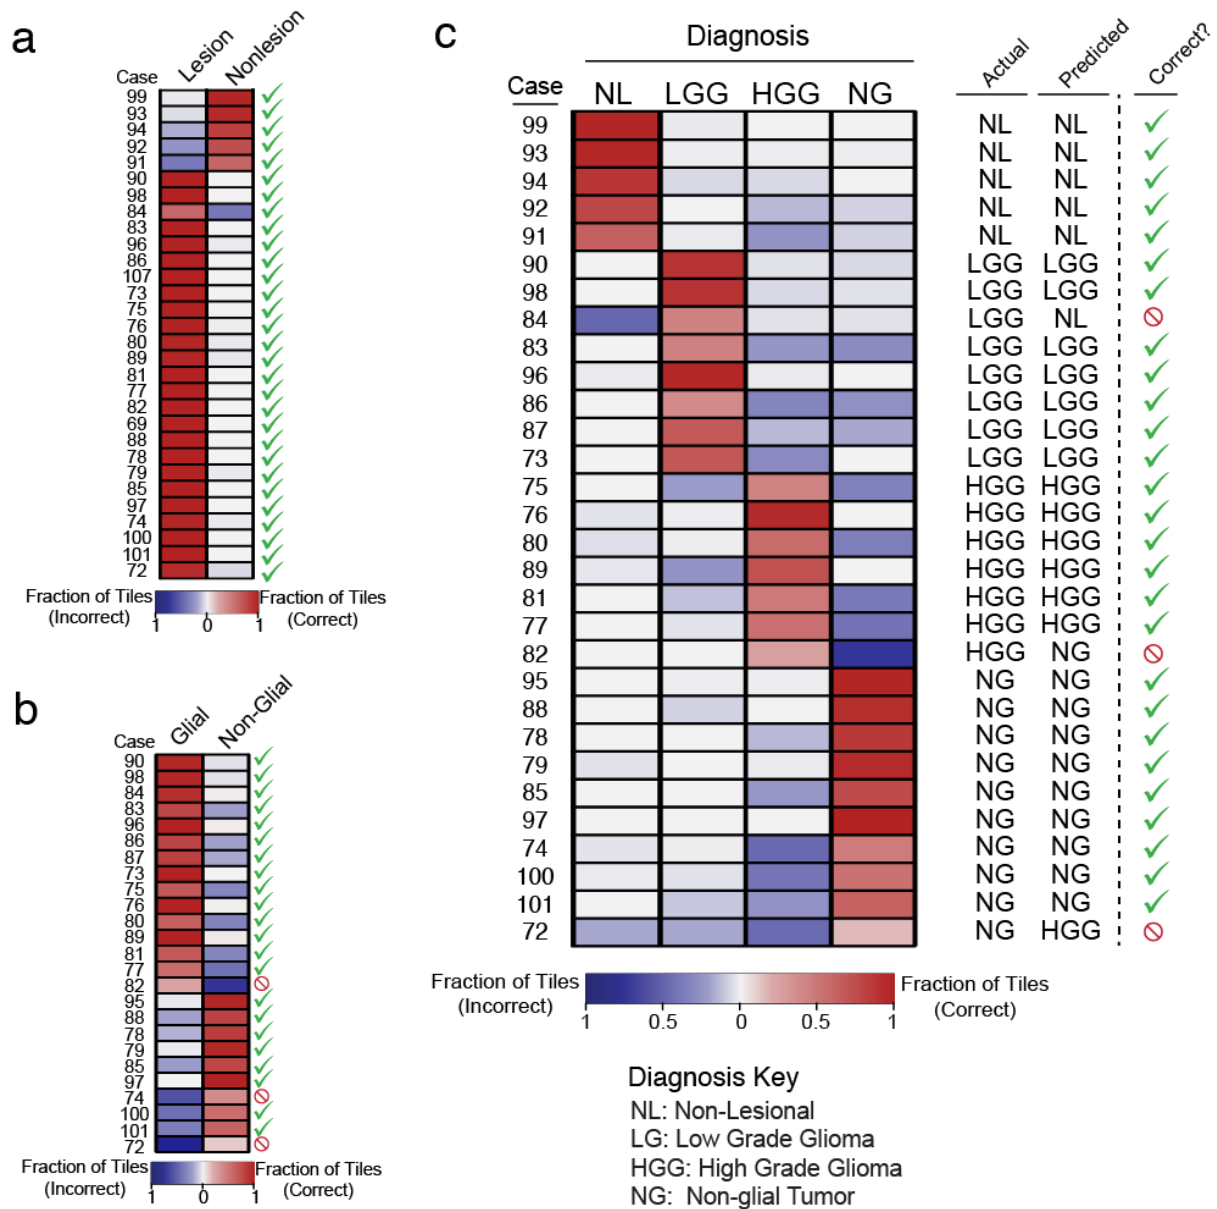 a
Lesion
Nonlesion
Case
99
93
94
92
91
90
98
84
83
96
86
107
73
75
76
80
89
81
77
82
69
88
78
79
85
97
74
100
101
72
Fraction of Tiles
(Incorrect)
1 0 1
Fraction of Tiles
(Correct)
b
Glial
Non-Glial
Case
90
98
84
83
96
86
87
73
75
76
80
89
81
77
82
95
88
78
79
85
97
74
100
101
72
Fraction of Tiles
(Incorrect)
1 0 1
Fraction of Tiles
(Correct)
c
Diagnosis
Case NL LGG HGG NG Actual Predicted Correct?
99 NL NL
93 NL NL
94 NL NL
92 NL NL
91 NL NL
90 LGG LGG
98 LGG LGG
84 LGG NL
83 LGG LGG
96 LGG LGG
86 LGG LGG
87 LGG LGG
73 LGG LGG
75 HGG HGG
76 HGG HGG
80 HGG HGG
89 HGG HGG
81 HGG HGG
77 HGG HGG
82 HGG NG
95 NG NG
88 NG NG
78 NG NG
79 NG NG
85 NG NG
97 NG NG
74 NG NG
100 NG NG
101 NG NG
72 NG HGG
Fraction of Tiles
(Incorrect)
1 0.5 0 0.5 1
Fraction of Tiles
(Correct)
Diagnosis Key
NL: Non-Lesional
LG: Low Grade Glioma
HGG: High Grade Glioma
NG: Non-glial Tumor